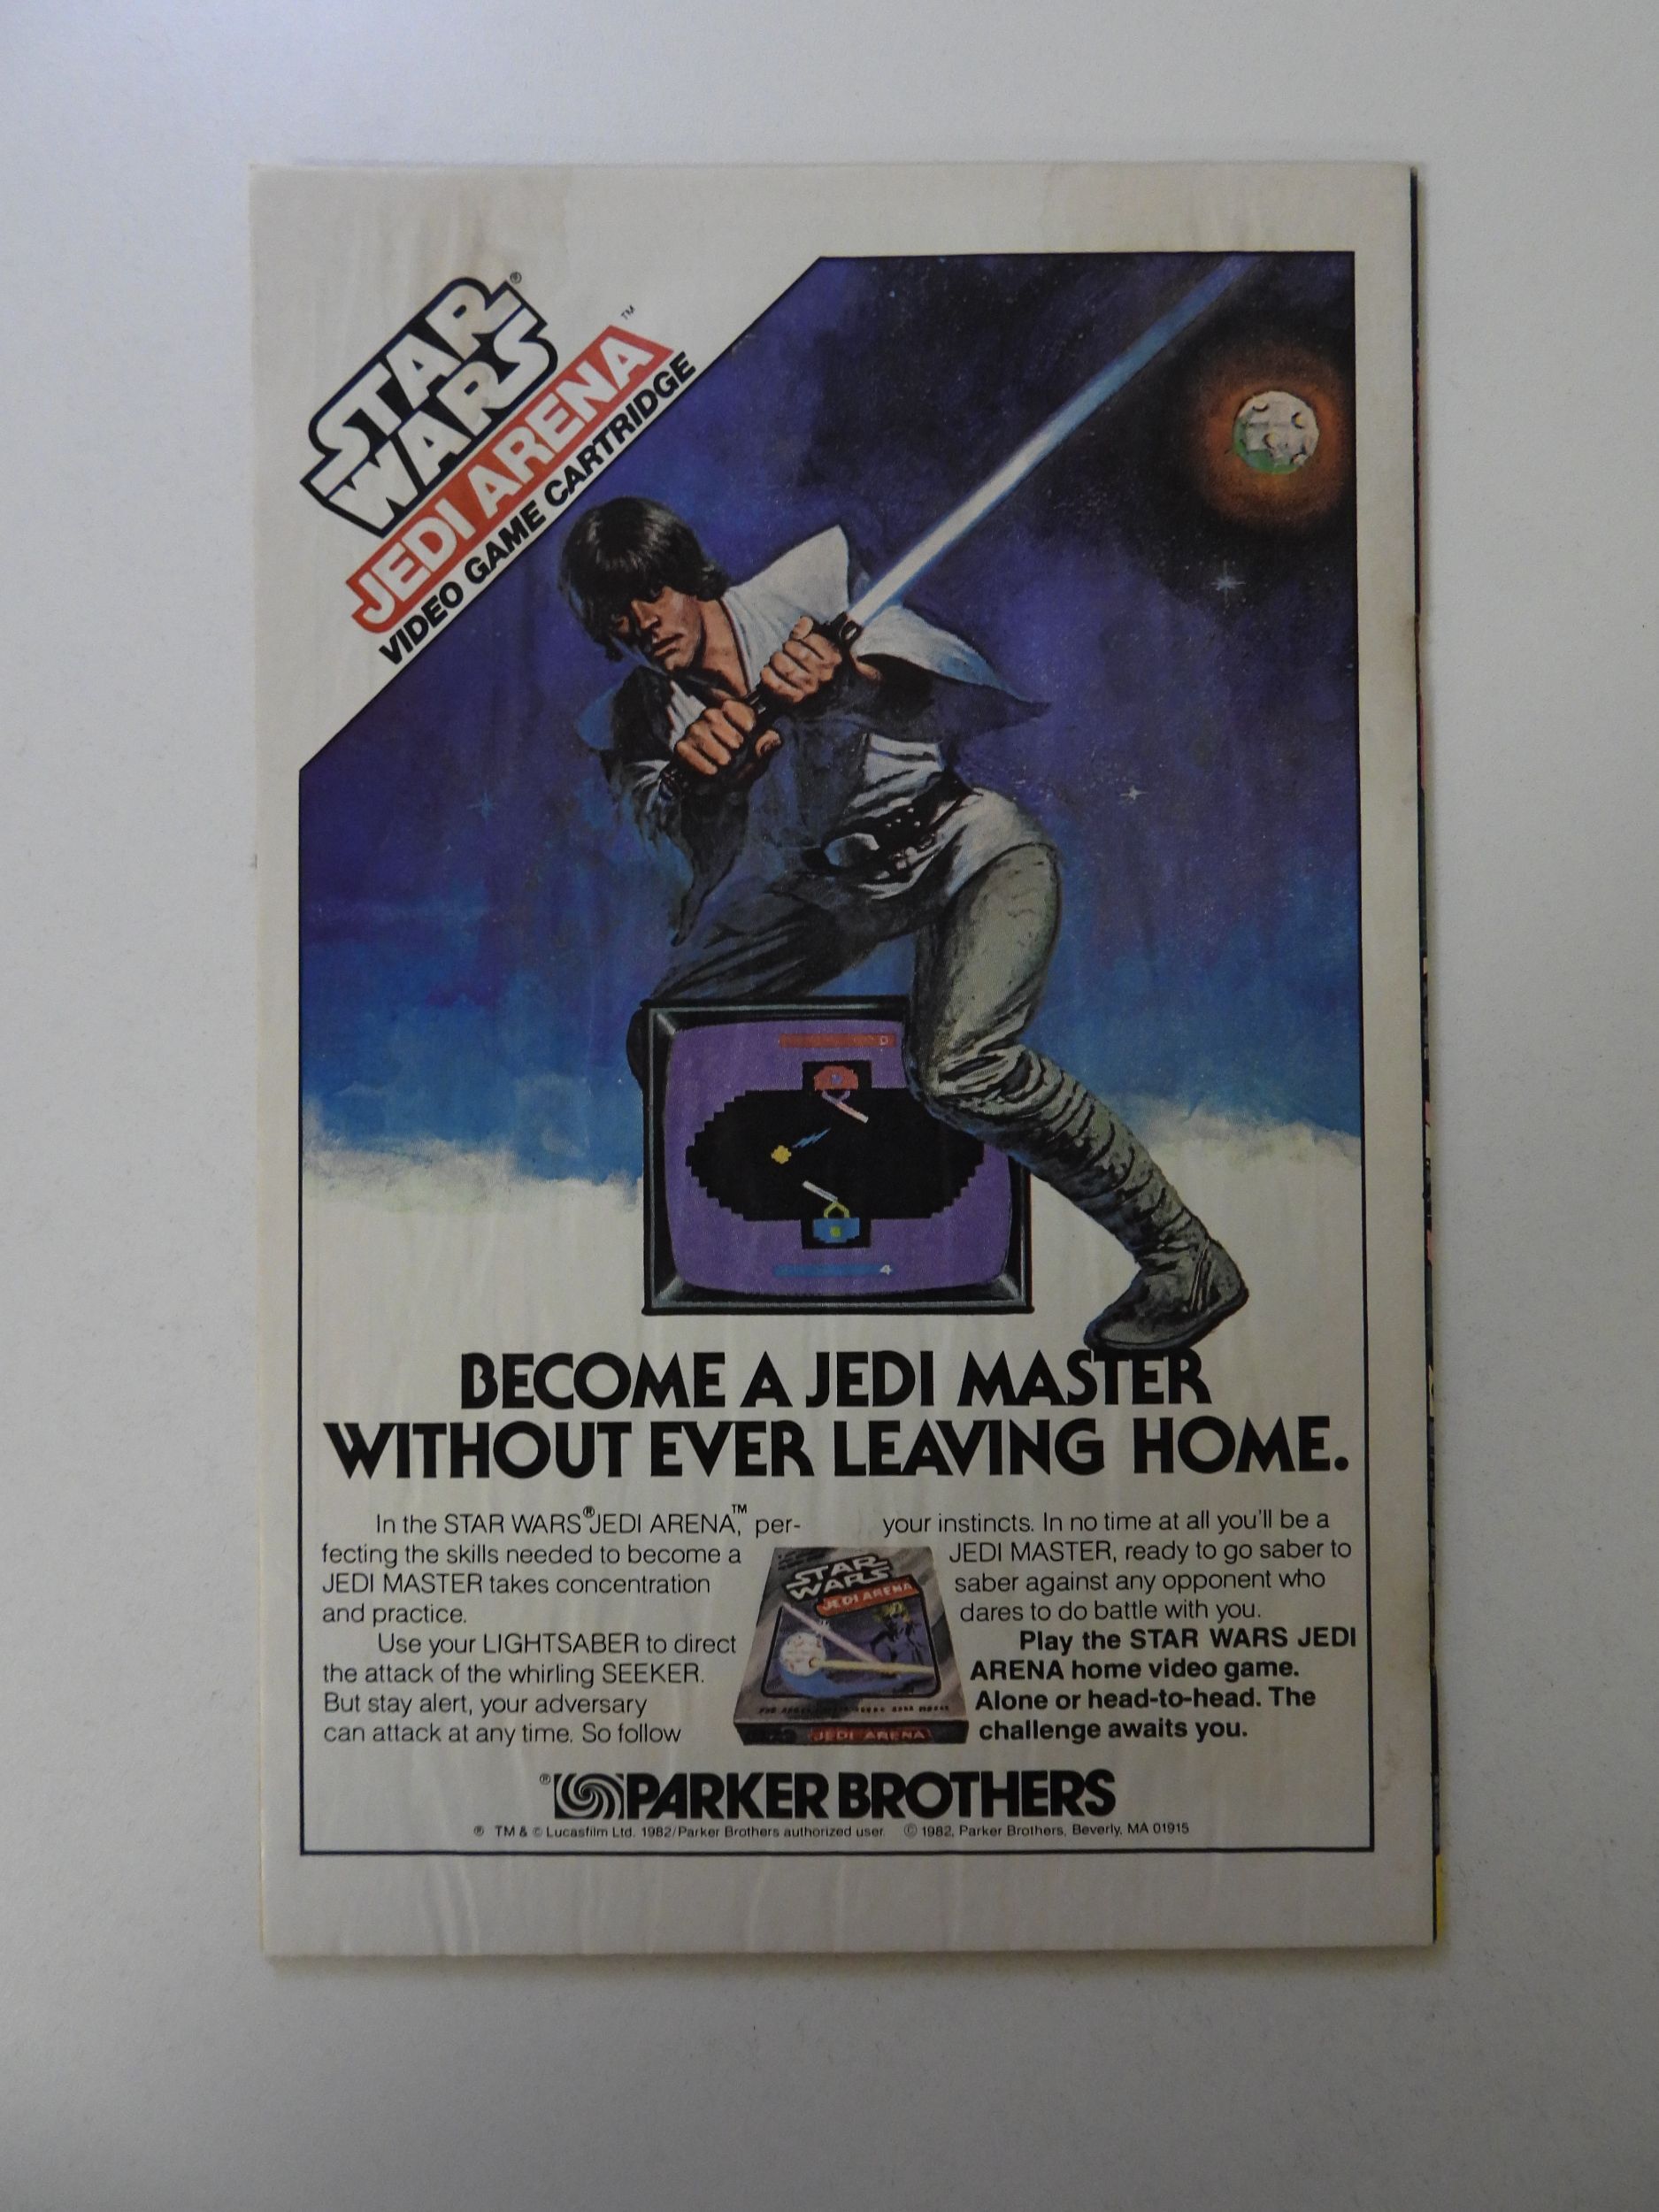 STAR
WARS®
JEDI ARENA™
VIDEO GAME CARTRIDGE
0
4
BECOME A JEDI MASTER
WITHOUT EVER LEAVING HOME.
In the STAR WARS® JEDI ARENA,™ per-
fecting the skills needed to become a
JEDI MASTER takes concentration
and practice.
Use your LIGHTSABER to direct
the attack of the whirling SEEKER.
But stay alert, your adversary
can attack at any time. So follow
your instincts. In no time at all you'll be a
JEDI MASTER, ready to go saber to
saber against any opponent who
dares to do battle with you.
Play the STAR WARS JEDI
ARENA home video game.
Alone or head-to-head. The
challenge awaits you.
STAR
WARS
JEDI ARENA
JEDI ARENA
® PARKER BROTHERS
® TM & © Lucasfilm Ltd. 1982/Parker Brothers authorized user. © 1982, Parker Brothers, Beverly, MA 01915